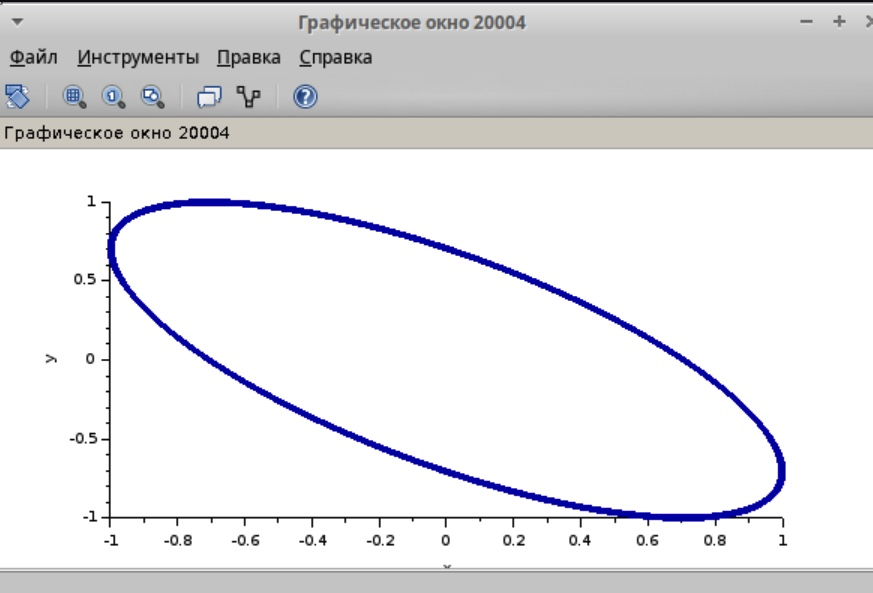 Графическое окно 20004
Файл Инструменты Правка Справка
Графическое окно 20004
1
0.5
y
0
-0.5
-1
-1 -0.8 -0.6 -0.4 -0.2 0 0.2 0.4 0.6 0.8 1